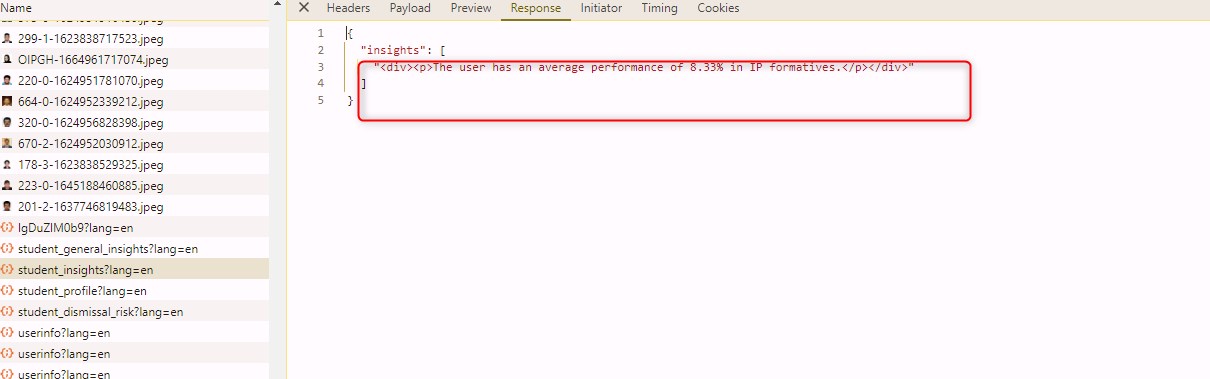 Name
299-1-1623838717523.jpeg
OIPGH-1664961717074.jpeg
220-0-1624951781070.jpeg
664-0-1624952339212.jpeg
320-0-1624956828398.jpeg
670-2-1624952030912.jpeg
178-3-1623838529325.jpeg
223-0-1645188460885.jpeg
201-2-1637746819483.jpeg
lgDuZIM0b9?lang=en
student_general_insights?lang=en
student_insights?lang=en
student_profile?lang=en
student_dismissal_risk?lang=en
userinfo?lang=en
userinfo?lang=en
userinfo?lang=en
Headers Payload Preview Response Initiator Timing Cookies
1 {
2 "insights": [
3 "<div><p>The user has an average performance of 8.33% in IP formatives.</p></div>"
4 ]
5 }